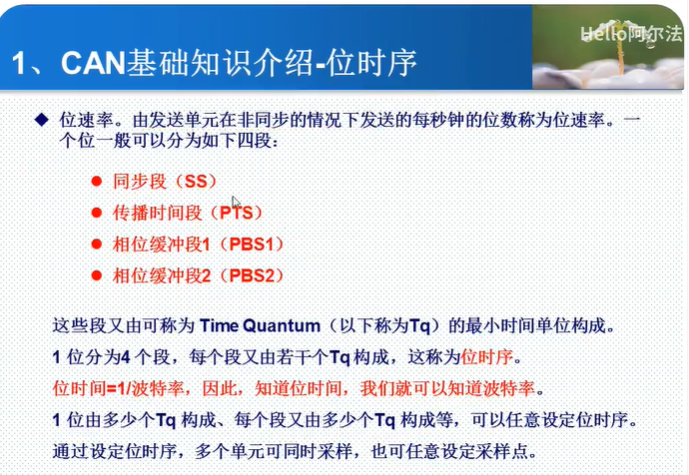 Hello阿尔法
1、CAN基础知识介绍-位时序
位速率。由发送单元在非同步的情况下发送的每秒钟的位数称为位速率。一
个位一般可以分为如下四段：
同步段（SS）
传播时间段（PTS）
相位缓冲段1（PBS1）
相位缓冲段2（PBS2）
这些段又由可称为 Time Quantum（以下称为Tq）的最小时间单位构成。
1 位分为4 个段，每个段又由若干个Tq 构成，这称为位时序。
位时间=1/波特率，因此，知道位时间，我们就可以知道波特率。
1 位由多少个Tq 构成、每个段又由多少个Tq 构成等，可以任意设定位时序。
通过设定位时序，多个单元可同时采样，也可任意设定采样点。